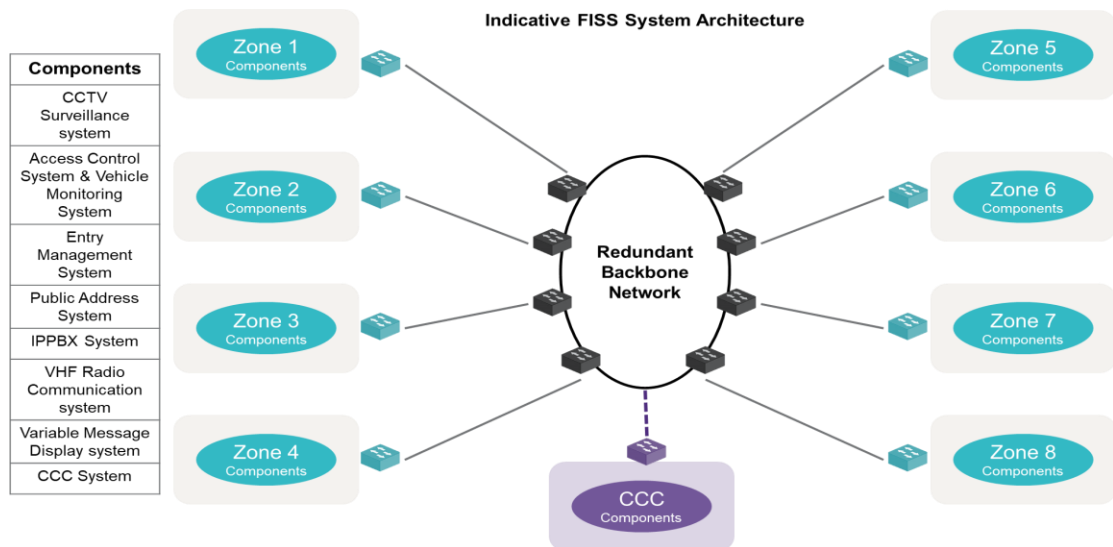 Indicative FISS System Architecture
Components
CCTV
Surveillance
system
Access Control
System & Vehicle
Monitoring
System
Entry
Management
System
Public Address
System
IPPBX System
VHF Radio
Communication
system
Variable Message
Display system
CCC System
Zone 1
Components
Zone 2
Components
Zone 3
Components
Zone 4
Components
Redundant
Backbone
Network
CCC
Components
Zone 5
Components
Zone 6
Components
Zone 7
Components
Zone 8
Components